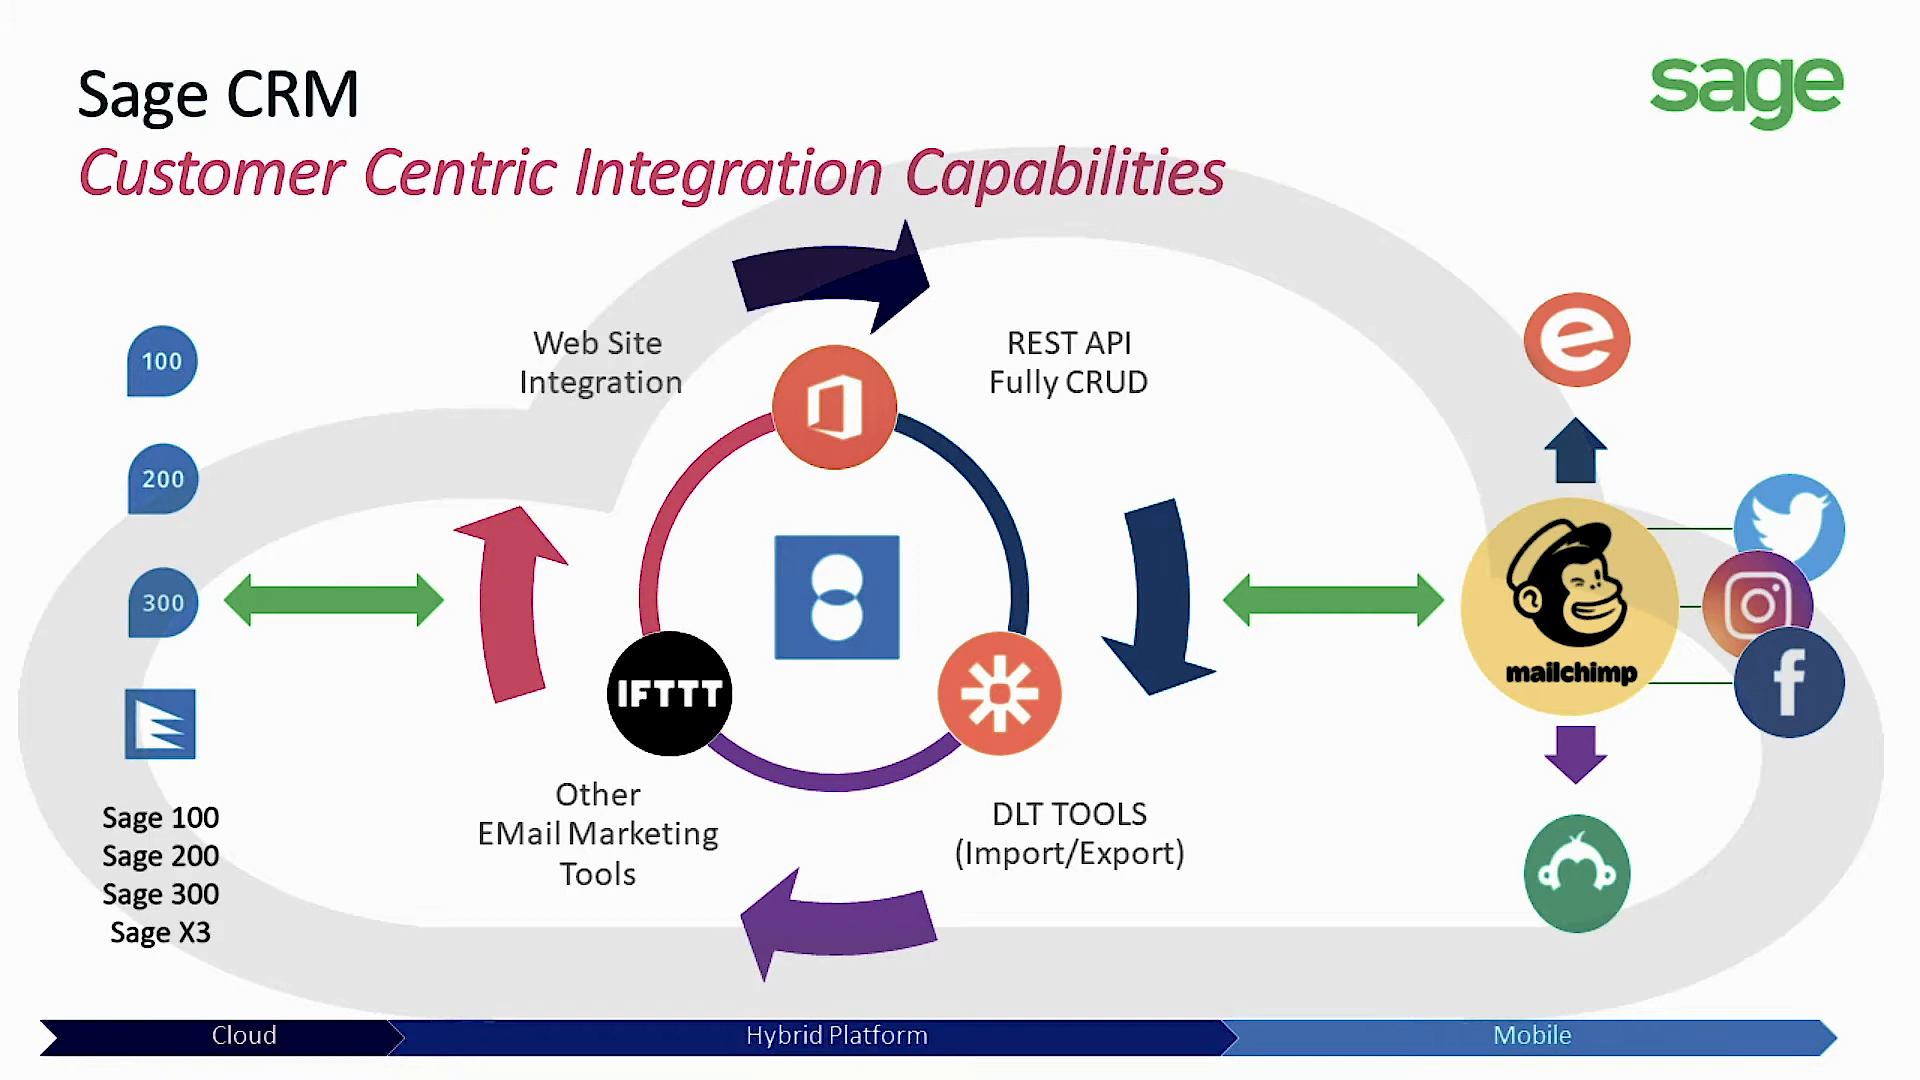 Sage CRM
Customer Centric Integration Capabilities
sage
Web Site
Integration
REST API
Fully CRUD
100
200
300
IFTTT
mailchimp
Other
EMail Marketing
Tools
DLT TOOLS
(Import/Export)
Sage 100
Sage 200
Sage 300
Sage X3
Cloud
Hybrid Platform
Mobile